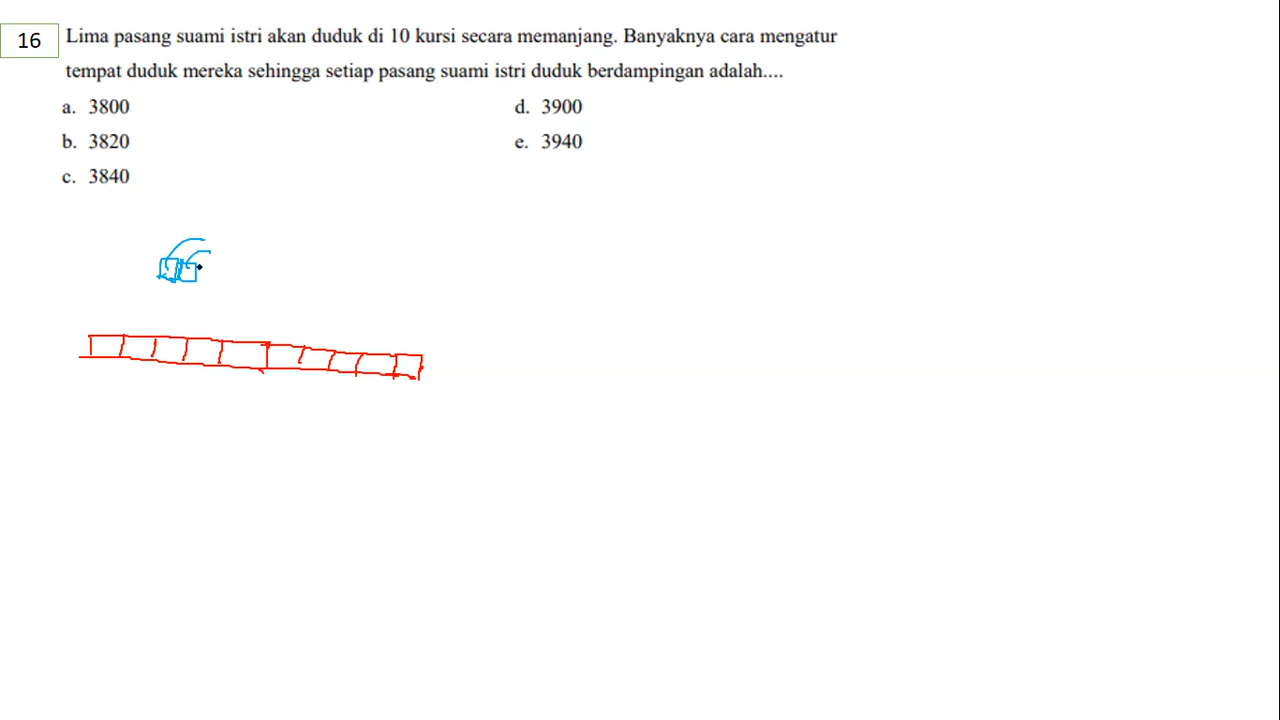 16
Lima pasang suami istri akan duduk di 10 kursi secara memanjang. Banyaknya cara mengatur
tempat duduk mereka sehingga setiap pasang suami istri duduk berdampingan adalah....
a. 3800
b. 3820
c. 3840
d. 3900
e. 3940